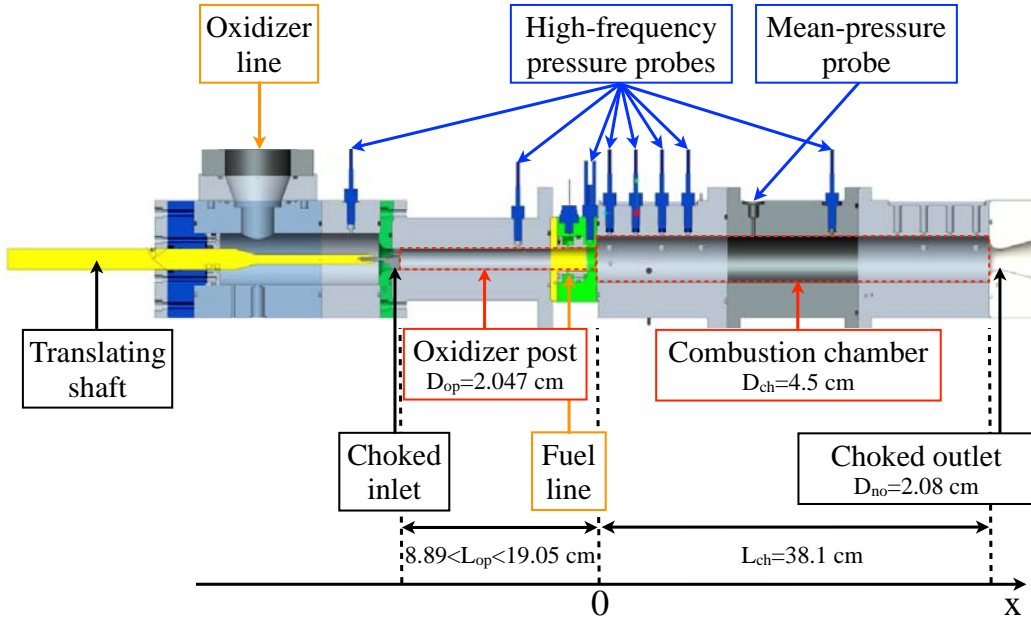 Oxidizer
line
High-frequency
pressure probes
Mean-pressure
probe
Translating
shaft
Oxidizer post
Dop=2.047 cm
Combustion chamber
Dch=4.5 cm
Choked
inlet
Fuel
line
Choked outlet
Dno=2.08 cm
8.89<Lop<19.05 cm
Lch=38.1 cm
0
x